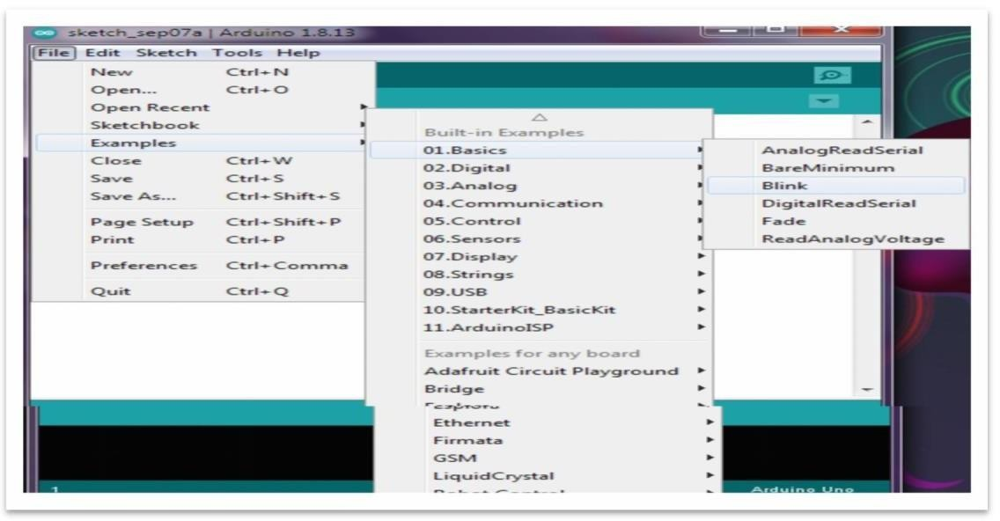 sketch_sep07a | Arduino 1.8.13
File Edit Sketch Tools Help
New Ctrl+N
Open... Ctrl+O
Open Recent
Sketchbook
Examples
Close Ctrl+W
Save Ctrl+S
Save As... Ctrl+Shift+S
Page Setup Ctrl+Shift+P
Print Ctrl+P
Preferences Ctrl+Comma
Quit Ctrl+Q
Built-in Examples
01.Basics
02.Digital
03.Analog
04.Communication
05.Control
06.Sensors
07.Display
08.Strings
09.USB
10.StarterKit_BasicKit
11.ArduinoISP
Examples for any board
Adafruit Circuit Playground
Bridge
Ethernet
Firmata
GSM
LiquidCrystal
AnalogReadSerial
BareMinimum
Blink
DigitalReadSerial
Fade
ReadAnalogVoltage
1
Arduino Uno